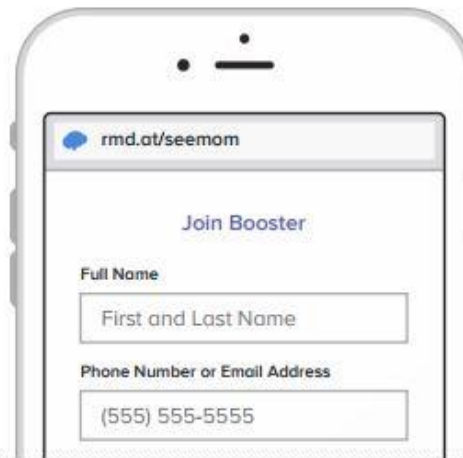 rmd.at/seemom
Join Booster
Full Name
First and Last Name
Phone Number or Email Address
(555) 555-5555